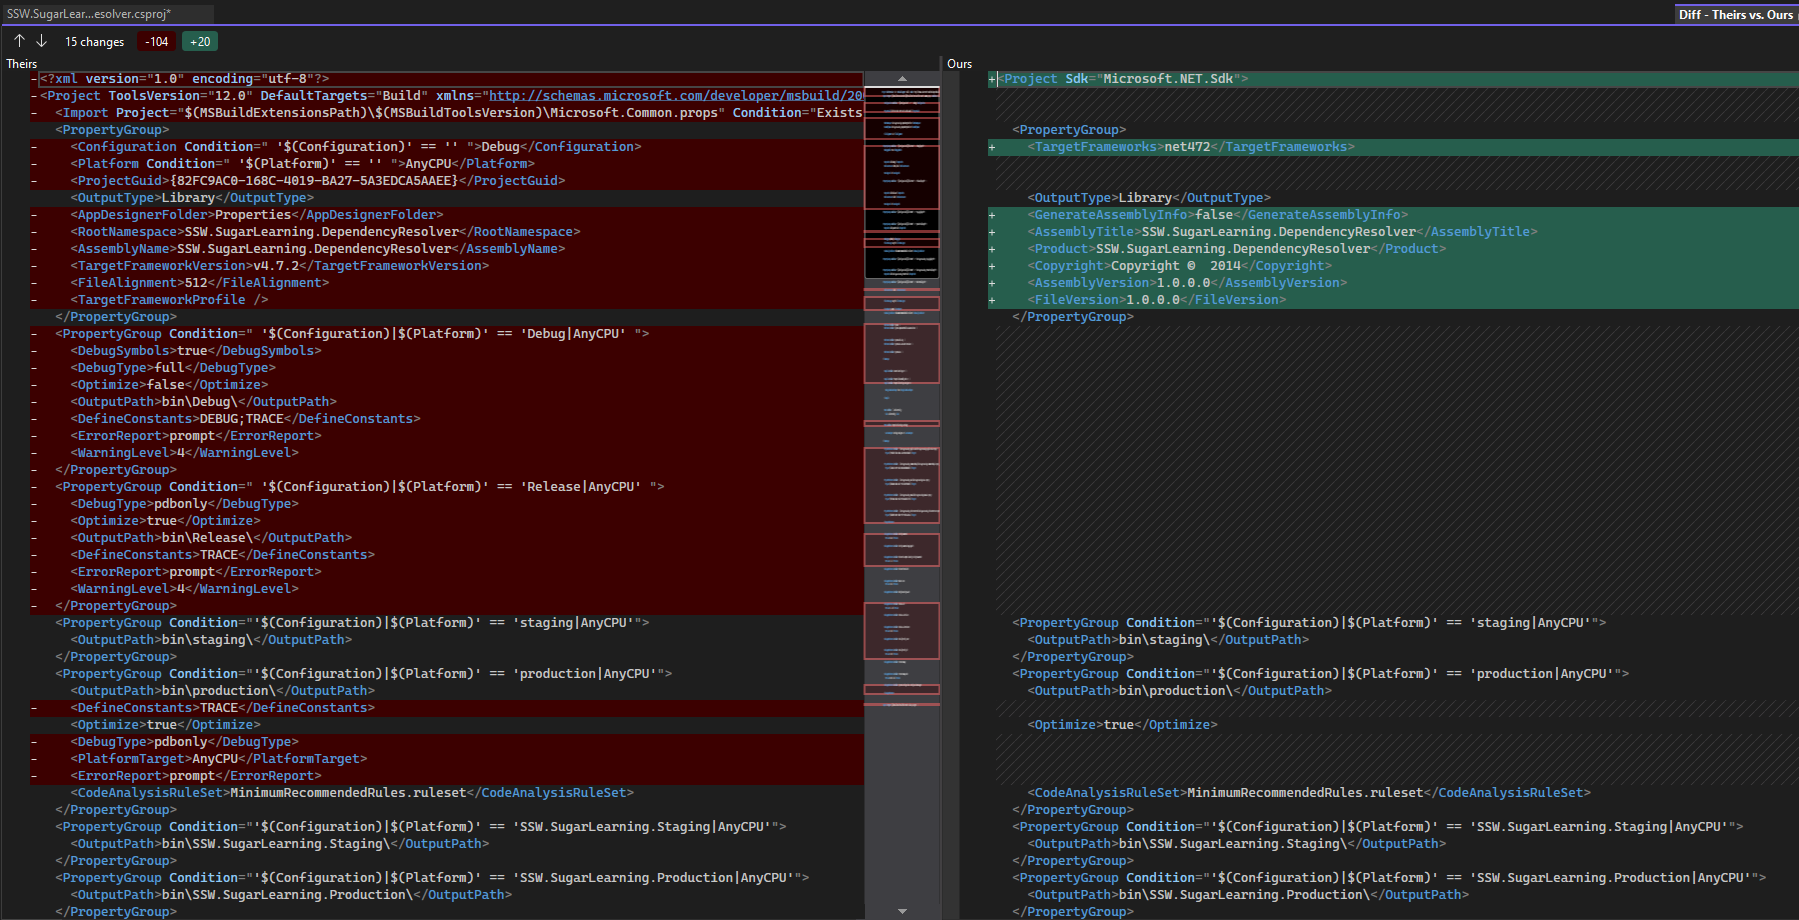 SSW.SugarLear...esolver.csproj*
Diff - Theirs vs. Ours
15 changes -104 +20
Theirs
-<?xml version="1.0" encoding="utf-8"?>
-<Project ToolsVersion="12.0" DefaultTargets="Build" xmlns="http://schemas.microsoft.com/developer/msbuild/20
- <Import Project="$(MSBuildExtensionsPath)\$(MSBuildToolsVersion)\Microsoft.Common.props" Condition="Exists
<PropertyGroup>
- <Configuration Condition=" '$(Configuration)' == '' ">Debug</Configuration>
- <Platform Condition=" '$(Platform)' == '' ">AnyCPU</Platform>
- <ProjectGuid>{82FC9AC0-168C-4019-BA27-5A3EDCA5AAEE}</ProjectGuid>
<OutputType>Library</OutputType>
- <AppDesignerFolder>Properties</AppDesignerFolder>
- <RootNamespace>SSW.SugarLearning.DependencyResolver</RootNamespace>
- <AssemblyName>SSW.SugarLearning.DependencyResolver</AssemblyName>
- <TargetFrameworkVersion>v4.7.2</TargetFrameworkVersion>
- <FileAlignment>512</FileAlignment>
- <TargetFrameworkProfile />
</PropertyGroup>
- <PropertyGroup Condition=" '$(Configuration)|$(Platform)' == 'Debug|AnyCPU' ">
- <DebugSymbols>true</DebugSymbols>
- <DebugType>full</DebugType>
- <Optimize>false</Optimize>
- <OutputPath>bin\Debug\</OutputPath>
- <DefineConstants>DEBUG;TRACE</DefineConstants>
- <ErrorReport>prompt</ErrorReport>
- <WarningLevel>4</WarningLevel>
- </PropertyGroup>
- <PropertyGroup Condition=" '$(Configuration)|$(Platform)' == 'Release|AnyCPU' ">
- <DebugType>pdbonly</DebugType>
- <Optimize>true</Optimize>
- <OutputPath>bin\Release\</OutputPath>
- <DefineConstants>TRACE</DefineConstants>
- <ErrorReport>prompt</ErrorReport>
- <WarningLevel>4</WarningLevel>
- </PropertyGroup>
<PropertyGroup Condition="'$(Configuration)|$(Platform)' == 'staging|AnyCPU'">
<OutputPath>bin\staging\</OutputPath>
</PropertyGroup>
<PropertyGroup Condition="'$(Configuration)|$(Platform)' == 'production|AnyCPU'">
<OutputPath>bin\production\</OutputPath>
- <DefineConstants>TRACE</DefineConstants>
<Optimize>true</Optimize>
- <DebugType>pdbonly</DebugType>
- <PlatformTarget>AnyCPU</PlatformTarget>
- <ErrorReport>prompt</ErrorReport>
<CodeAnalysisRuleSet>MinimumRecommendedRules.ruleset</CodeAnalysisRuleSet>
</PropertyGroup>
<PropertyGroup Condition="'$(Configuration)|$(Platform)' == 'SSW.SugarLearning.Staging|AnyCPU'">
<OutputPath>bin\SSW.SugarLearning.Staging\</OutputPath>
</PropertyGroup>
<PropertyGroup Condition="'$(Configuration)|$(Platform)' == 'SSW.SugarLearning.Production|AnyCPU'">
<OutputPath>bin\SSW.SugarLearning.Production\</OutputPath>
</PropertyGroup>
Ours
+<Project Sdk="Microsoft.NET.Sdk">
<PropertyGroup>
+ <TargetFrameworks>net472</TargetFrameworks>
<OutputType>Library</OutputType>
+ <GenerateAssemblyInfo>false</GenerateAssemblyInfo>
+ <AssemblyTitle>SSW.SugarLearning.DependencyResolver</AssemblyTitle>
+ <Product>SSW.SugarLearning.DependencyResolver</Product>
+ <Copyright>Copyright © 2014</Copyright>
+ <AssemblyVersion>1.0.0.0</AssemblyVersion>
+ <FileVersion>1.0.0.0</FileVersion>
</PropertyGroup>
<PropertyGroup Condition="'$(Configuration)|$(Platform)' == 'staging|AnyCPU'">
<OutputPath>bin\staging\</OutputPath>
</PropertyGroup>
<PropertyGroup Condition="'$(Configuration)|$(Platform)' == 'production|AnyCPU'">
<OutputPath>bin\production\</OutputPath>
<Optimize>true</Optimize>
<CodeAnalysisRuleSet>MinimumRecommendedRules.ruleset</CodeAnalysisRuleSet>
</PropertyGroup>
<PropertyGroup Condition="'$(Configuration)|$(Platform)' == 'SSW.SugarLearning.Staging|AnyCPU'">
<OutputPath>bin\SSW.SugarLearning.Staging\</OutputPath>
</PropertyGroup>
<PropertyGroup Condition="'$(Configuration)|$(Platform)' == 'SSW.SugarLearning.Production|AnyCPU'">
<OutputPath>bin\SSW.SugarLearning.Production\</OutputPath>
</PropertyGroup>